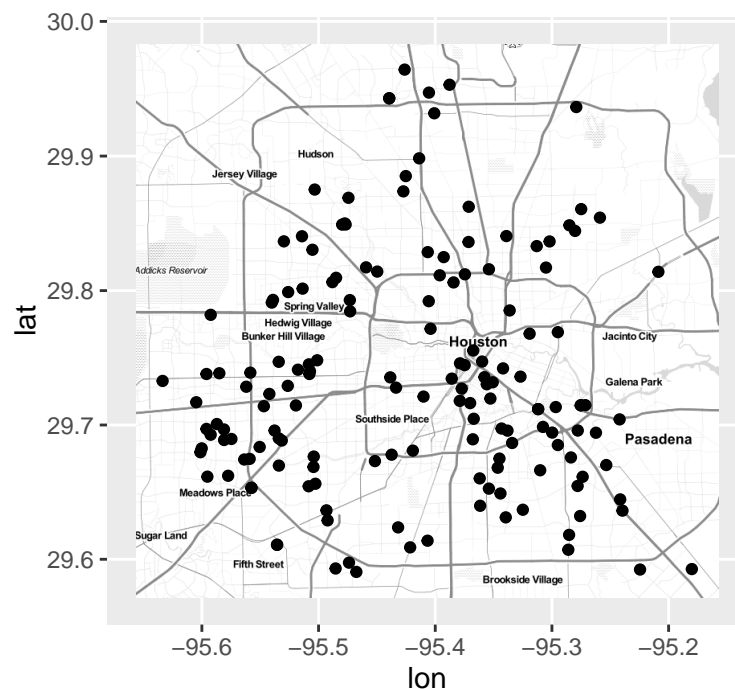 30.0
29.9
29.8
29.7
29.6
lat
Hudson
Jersey Village
Addicks Reservoir
Spring Valley
Hedwig Village
Bunker Hill Village
Houston
Jacinto City
Galena Park
Southside Place
Pasadena
Meadows Place
Sugar Land
Fifth Street
Brookside Village
−95.6 −95.5 −95.4 −95.3 −95.2
lon